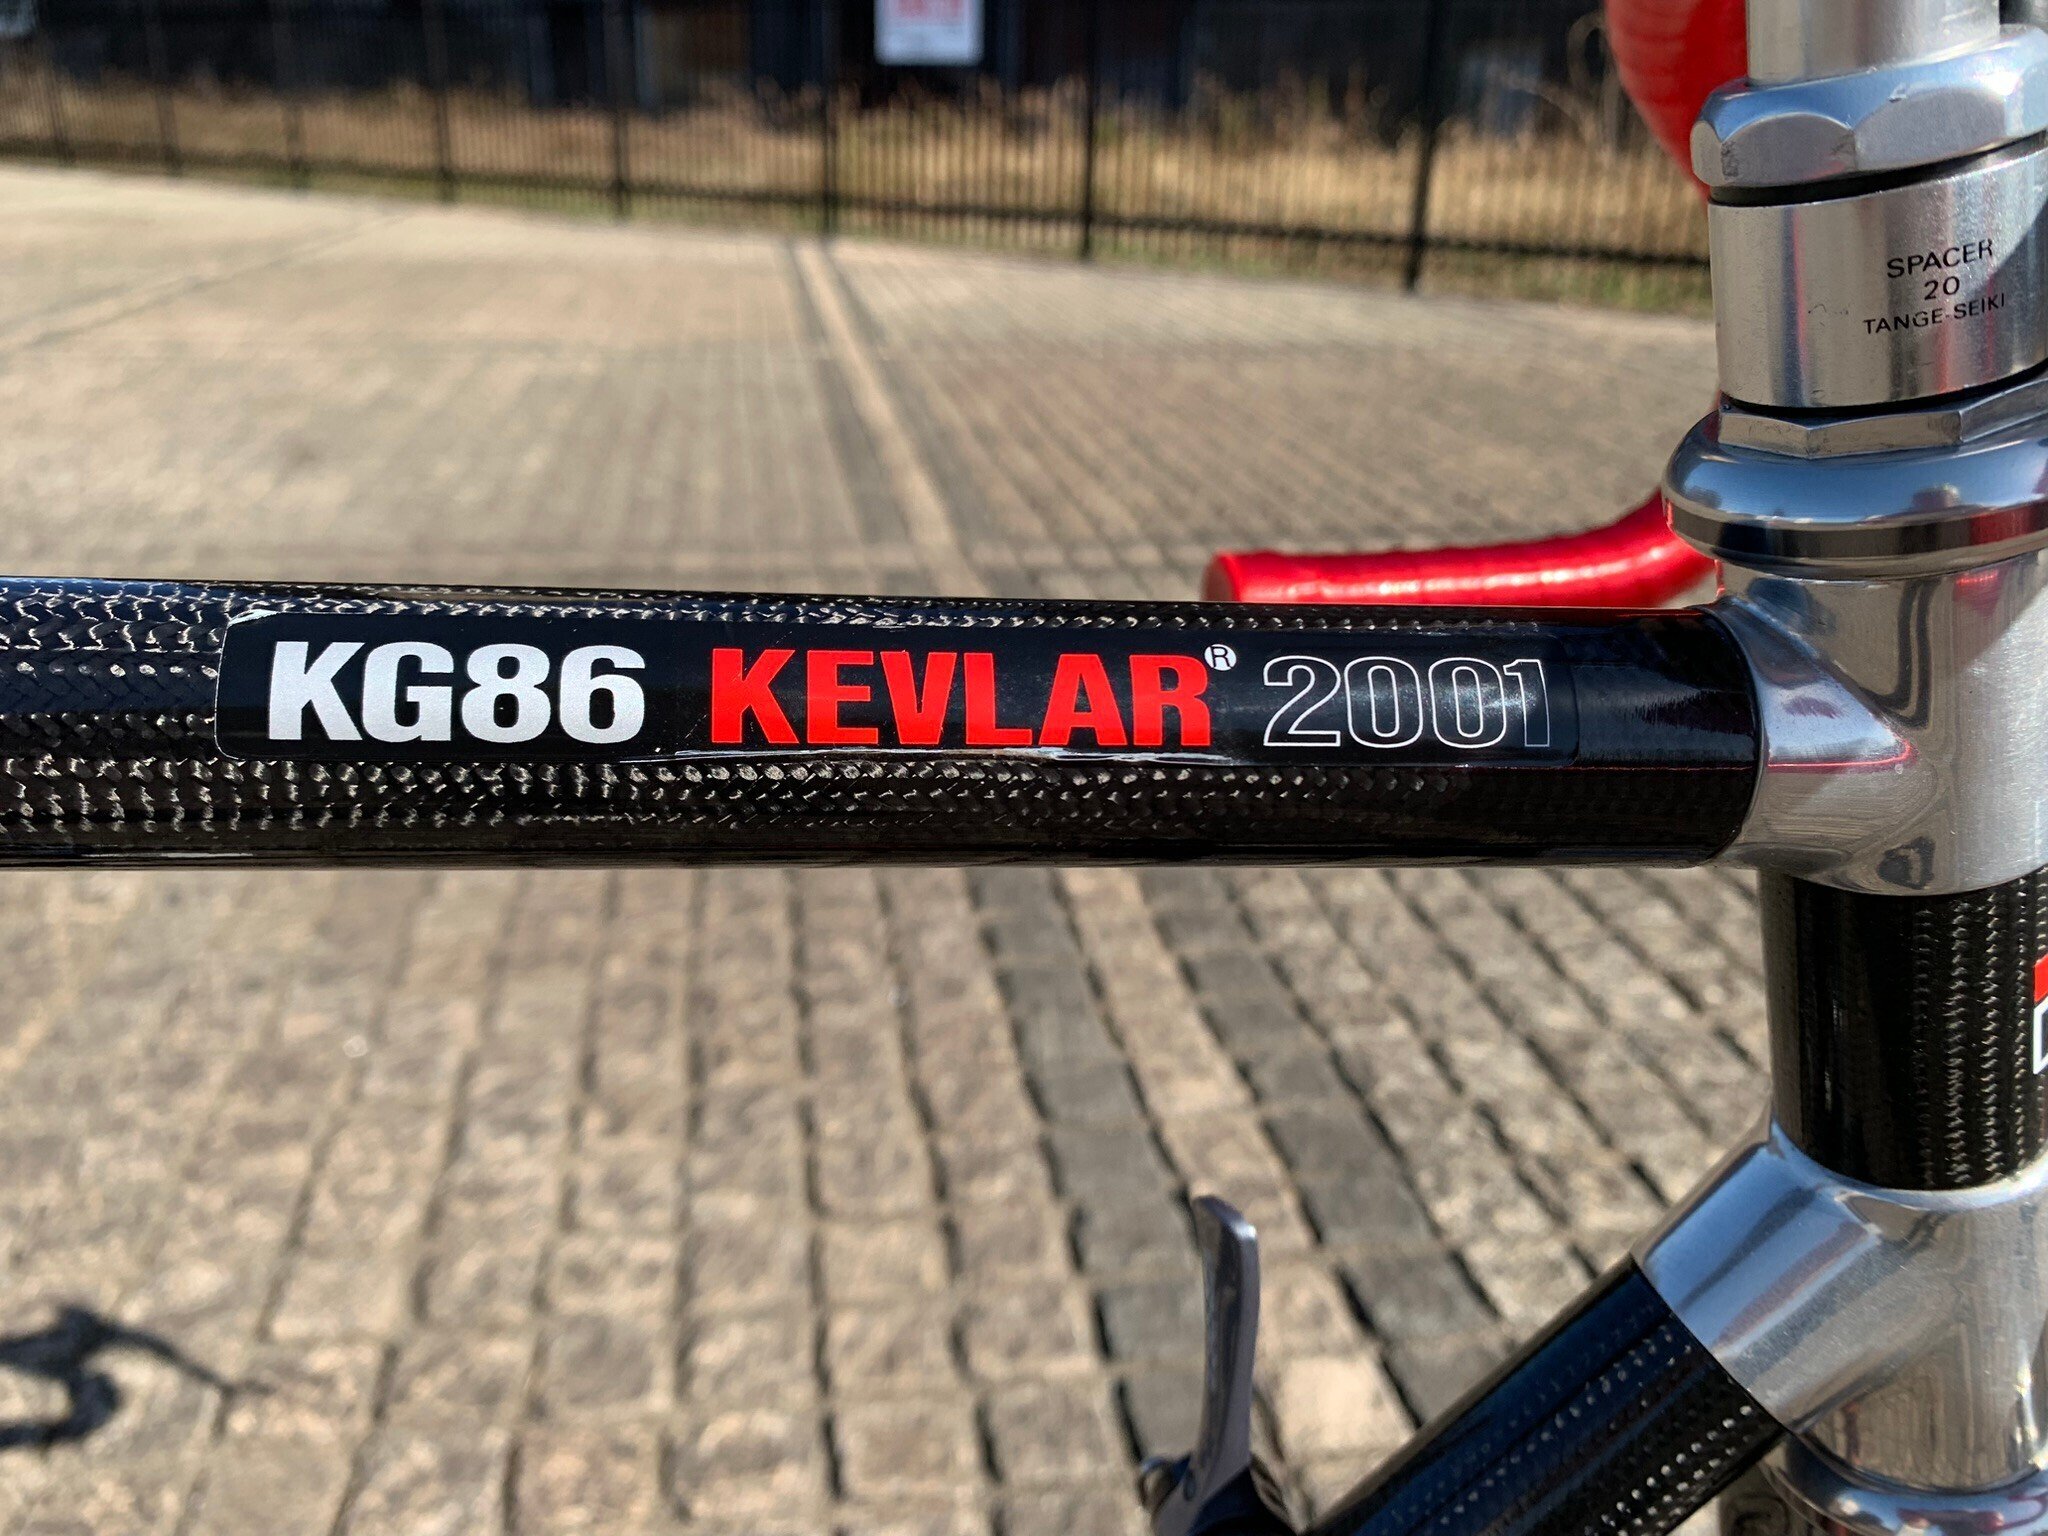 SPACER
20
TANGE-SEIKI
KG86 KEVLAR® 2001